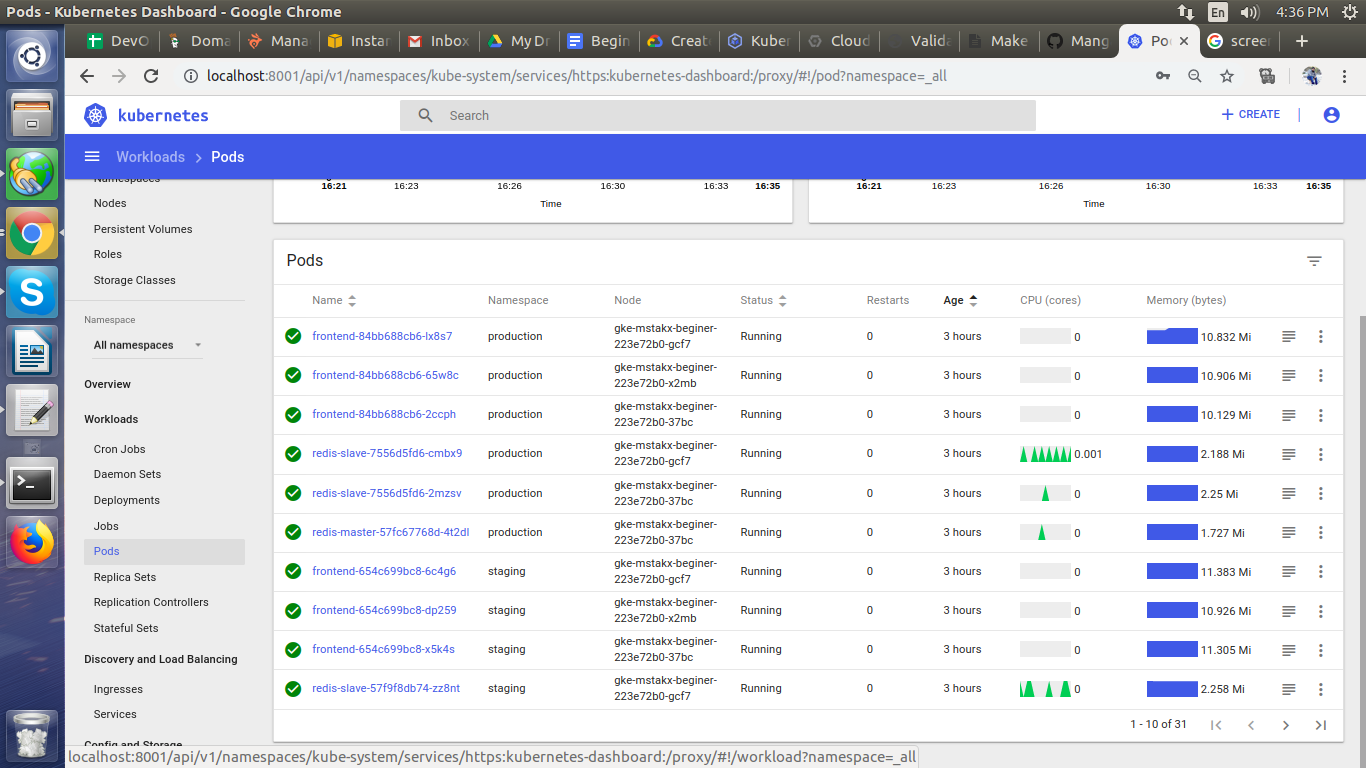 Pods - Kubernetes Dashboard - Google Chrome
En
4:36 PM
DevO
Doma
Mana
Instar
Inbox
My Dr
Begin
Creat
Kuber
Cloud
Valida
Make
Mang
Po
screer
localhost:8001/api/v1/namespaces/kube-system/services/https:kubernetes-dashboard:/proxy/#!/pod?namespace=_all
kubernetes
Search
+ CREATE
Workloads > Pods
Namespaces
Nodes
Persistent Volumes
Roles
Storage Classes
Namespace
All namespaces
Overview
Workloads
Cron Jobs
Daemon Sets
Deployments
Jobs
Pods
Replica Sets
Replication Controllers
Stateful Sets
Discovery and Load Balancing
Ingresses
Services
Config and Storage
16:21 16:23 16:26 16:30 16:33 16:35
Time
16:21 16:23 16:26 16:30 16:33 16:35
Time
Pods
Name Namespace Node Status Restarts Age CPU (cores) Memory (bytes)
frontend-84bb688cb6-lx8s7 production gke-mstakx-beginer-223e72b0-gcf7 Running 0 3 hours 0 10.832 Mi
frontend-84bb688cb6-65w8c production gke-mstakx-beginer-223e72b0-x2mb Running 0 3 hours 0 10.906 Mi
frontend-84bb688cb6-2ccph production gke-mstakx-beginer-223e72b0-37bc Running 0 3 hours 0 10.129 Mi
redis-slave-7556d5fd6-cmbx9 production gke-mstakx-beginer-223e72b0-gcf7 Running 0 3 hours 0.001 2.188 Mi
redis-slave-7556d5fd6-2mzsv production gke-mstakx-beginer-223e72b0-37bc Running 0 3 hours 0 2.25 Mi
redis-master-57fc67768d-4t2dl production gke-mstakx-beginer-223e72b0-37bc Running 0 3 hours 0 1.727 Mi
frontend-654c699bc8-6c4g6 staging gke-mstakx-beginer-223e72b0-gcf7 Running 0 3 hours 0 11.383 Mi
frontend-654c699bc8-dp259 staging gke-mstakx-beginer-223e72b0-x2mb Running 0 3 hours 0 10.926 Mi
frontend-654c699bc8-x5k4s staging gke-mstakx-beginer-223e72b0-37bc Running 0 3 hours 0 11.305 Mi
redis-slave-57f9f8db74-zz8nt staging gke-mstakx-beginer-223e72b0-gcf7 Running 0 3 hours 0 2.258 Mi
1 - 10 of 31
localhost:8001/api/v1/namespaces/kube-system/services/https:kubernetes-dashboard:/proxy/#!/workload?namespace=_all